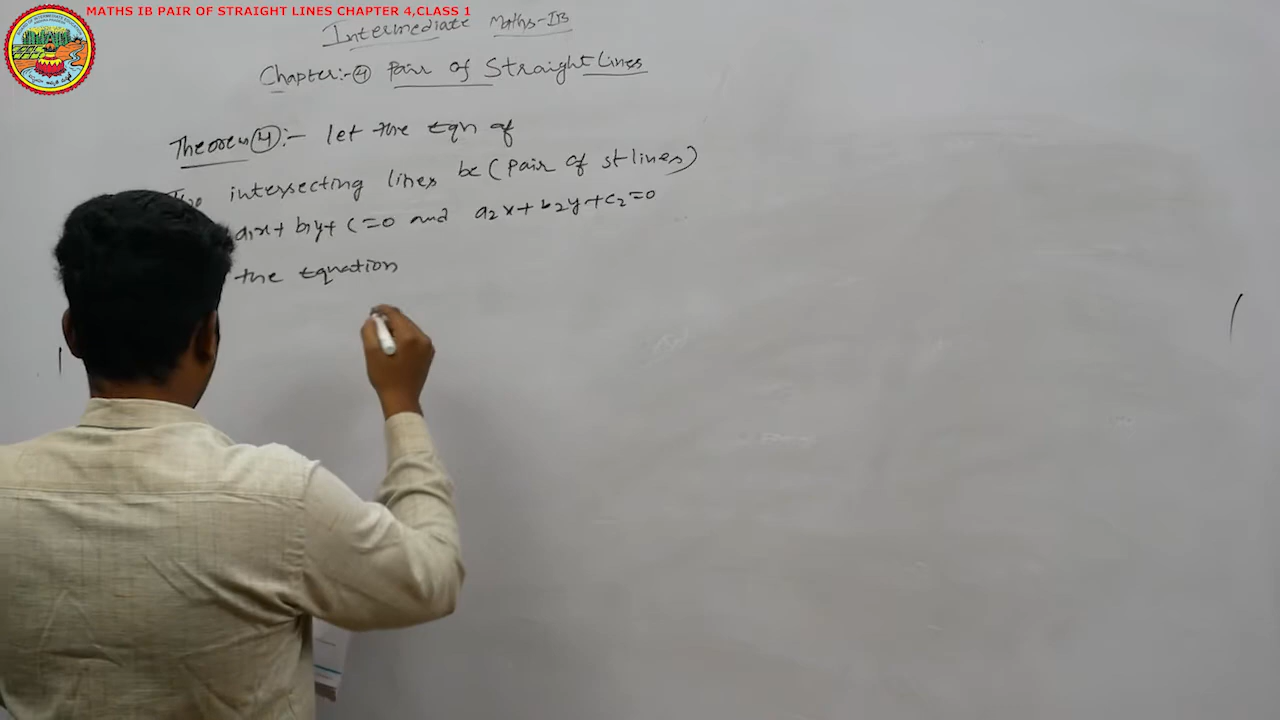 MATHS IB PAIR OF STRAIGHT LINES CHAPTER 4,CLASS 1
Intermediate Maths-IB
Chapter:-④ Pair of Straight Lines
Theorem ④:- let the Eqn of
Two intersecting lines be (Pair of st lines)
a₁x + b₁y + c₁=0 and a₂x + b₂y + c₂=0
the Equation